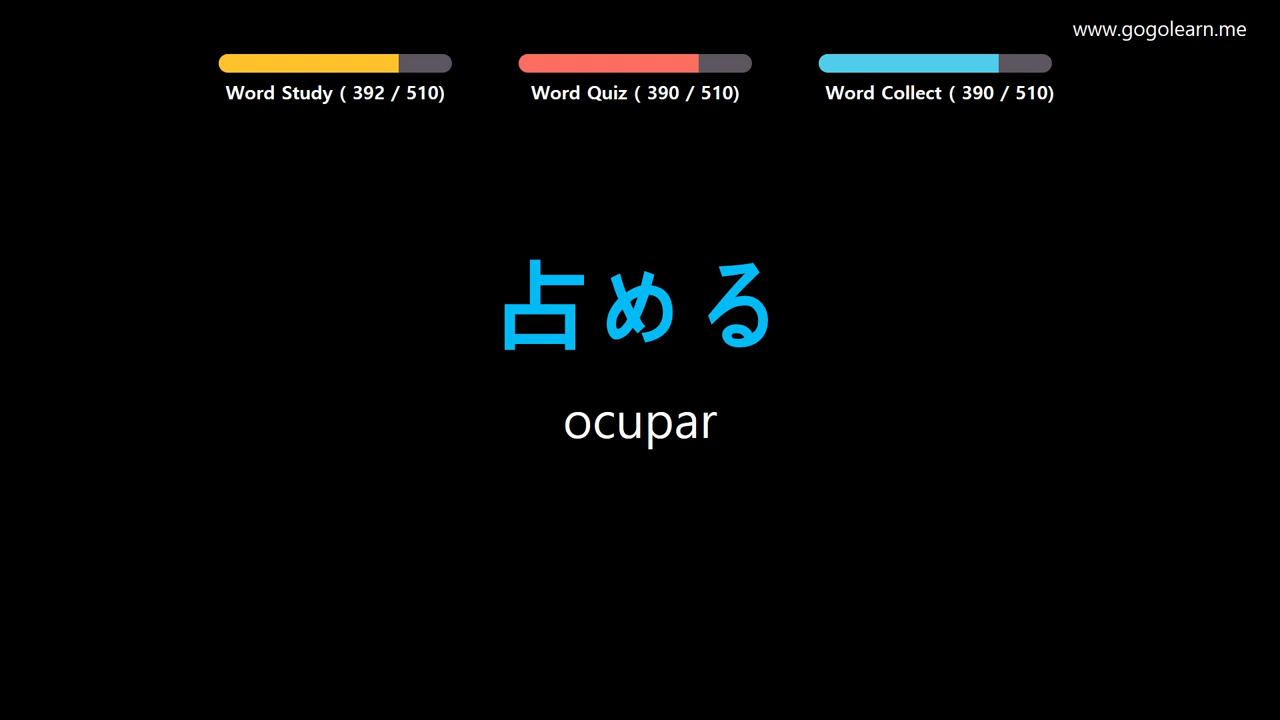 www.gogolearn.me
Word Study ( 392 / 510)
Word Quiz ( 390 / 510)
Word Collect ( 390 / 510)
占める
ocupar